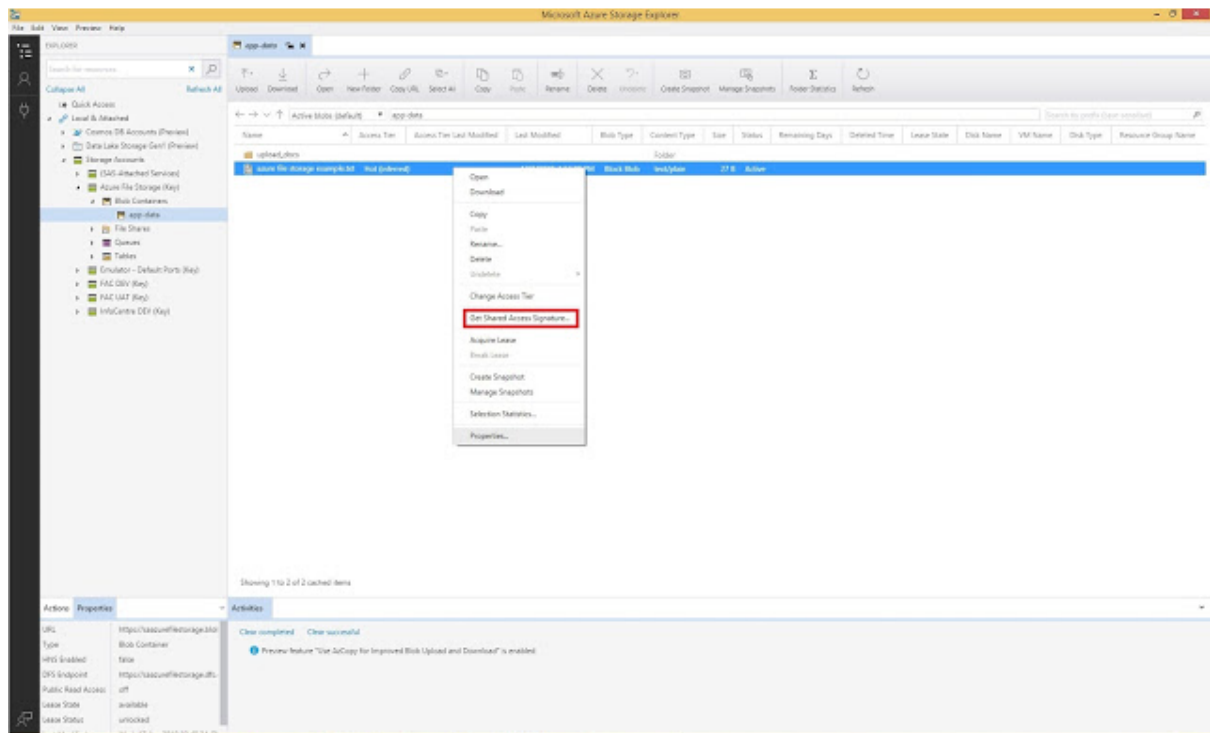 Microsoft Azure Storage Explorer
File Edit View Preview Help
EXPLORER
Search for resources
Collapse All Refresh All
Quick Access
Local & Attached
Cosmos DB Accounts (Preview)
Data Lake Storage Gen1 (Preview)
Storage Accounts
(SAS-Attached Services)
Azure File Storage (Key)
Blob Containers
app-data
File Shares
Queues
Tables
Emulator - Default Ports (Key)
FAC DEV (Key)
FAC UAT (Key)
InfoCentre DEV (Key)
app-data
Upload Download Open New Folder Copy URL Select All Copy Paste Rename Delete Undelete Create Snapshot Manage Snapshots Folder Statistics Refresh
Active blobs (default) app-data
Name Access Tier Access Tier Last Modified Last Modified Blob Type Content Type Size Status Remaining Days Deleted Time Lease State Disk Name VM Name Disk Type Resource Group Name
upload_docs Folder
azure file storage example.txt Hot (inferred) Block Blob text/plain 27 B Active
Open
Download
Copy
Paste
Rename...
Delete
Undelete
Change Access Tier
Get Shared Access Signature...
Acquire Lease
Break Lease
Create Snapshot
Manage Snapshots
Selection Statistics...
Properties...
Showing 1 to 2 of 2 cached items
Actions Properties
URL
Type Blob Container
HNS Enabled false
DFS Endpoint
Public Read Access off
Lease State available
Lease Status unlocked
Activities
Clear completed Clear successful
Preview feature "Use AzCopy for Improved Blob Upload and Download" is enabled